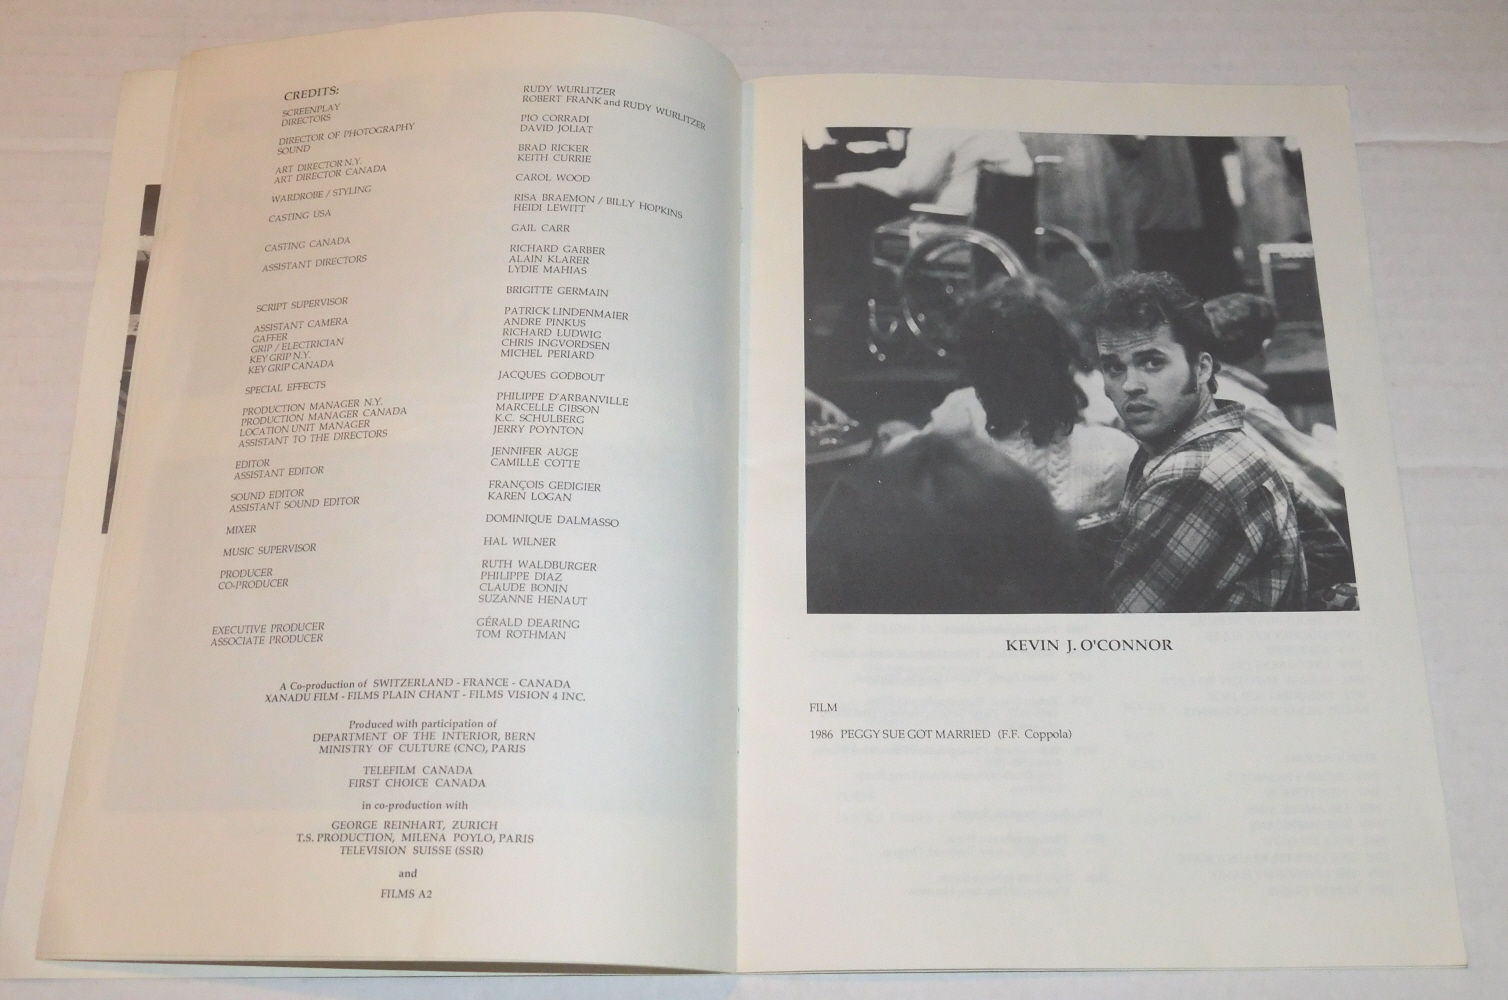 CREDITS:
SCREENPLAY RUDY WURLITZER
DIRECTORS ROBERT FRANK and RUDY WURLITZER
DIRECTOR OF PHOTOGRAPHY PIO CORRADI
SOUND DAVID JOLIAT
ART DIRECTOR N.Y. BRAD RICKER
ART DIRECTOR CANADA KEITH CURRIE
WARDROBE / STYLING CAROL WOOD
CASTING USA RISA BRAEMON / BILLY HOPKINS
HEIDI LEWITT
CASTING CANADA GAIL CARR
ASSISTANT DIRECTORS RICHARD GARBER
ALAIN KLARER
LYDIE MAHIAS
SCRIPT SUPERVISOR BRIGITTE GERMAIN
ASSISTANT CAMERA PATRICK LINDENMAIER
GAFFER ANDRE PINKUS
GRIP / ELECTRICIAN RICHARD LUDWIG
KEY GRIP N.Y. CHRIS INGVORDSEN
KEY GRIP CANADA MICHEL PERIARD
SPECIAL EFFECTS JACQUES GODBOUT
PRODUCTION MANAGER N.Y. PHILIPPE D'ARBANVILLE
PRODUCTION MANAGER CANADA MARCELLE GIBSON
LOCATION UNIT MANAGER K.C. SCHULBERG
ASSISTANT TO THE DIRECTORS JERRY POYNTON
EDITOR JENNIFER AUGE
ASSISTANT EDITOR CAMILLE COTTE
SOUND EDITOR FRANÇOIS GEDIGIER
ASSISTANT SOUND EDITOR KAREN LOGAN
MIXER DOMINIQUE DALMASSO
MUSIC SUPERVISOR HAL WILNER
PRODUCER RUTH WALDBURGER
CO-PRODUCER PHILIPPE DIAZ
CLAUDE BONIN
SUZANNE HENAUT
EXECUTIVE PRODUCER GÉRALD DEARING
ASSOCIATE PRODUCER TOM ROTHMAN
A Co-production of SWITZERLAND - FRANCE - CANADA
XANADU FILM - FILMS PLAIN CHANT - FILMS VISION 4 INC.
Produced with participation of
DEPARTMENT OF THE INTERIOR, BERN
MINISTRY OF CULTURE (CNC), PARIS
TELEFILM CANADA
FIRST CHOICE CANADA
in co-production with
GEORGE REINHART, ZURICH
T.S. PRODUCTION, MILENA POYLO, PARIS
TELEVISION SUISSE (SSR)
and
FILMS A2
KEVIN J. O'CONNOR
FILM
1986 PEGGY SUE GOT MARRIED (F.F. Coppola)